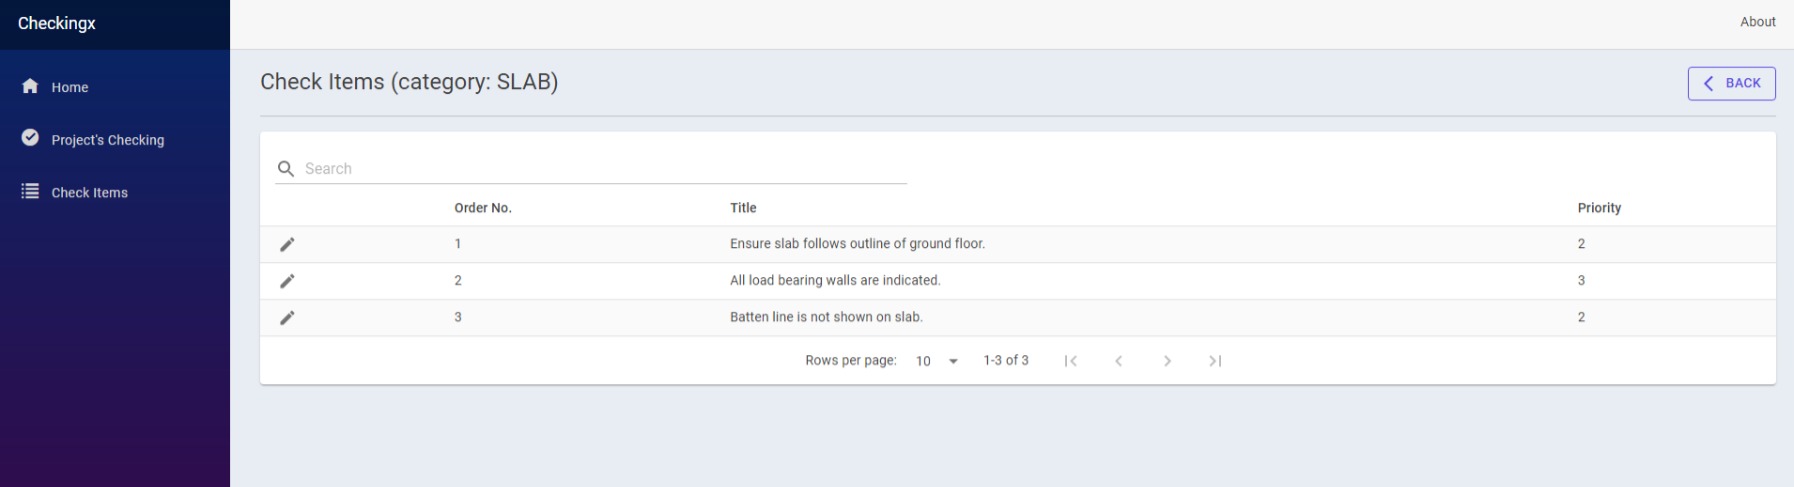 Checkingx
About
Home
Project's Checking
Check Items
Check Items (category: SLAB)
BACK
Search
Order No. Title Priority
1 Ensure slab follows outline of ground floor. 2
2 All load bearing walls are indicated. 3
3 Batten line is not shown on slab. 2
Rows per page: 10 1-3 of 3